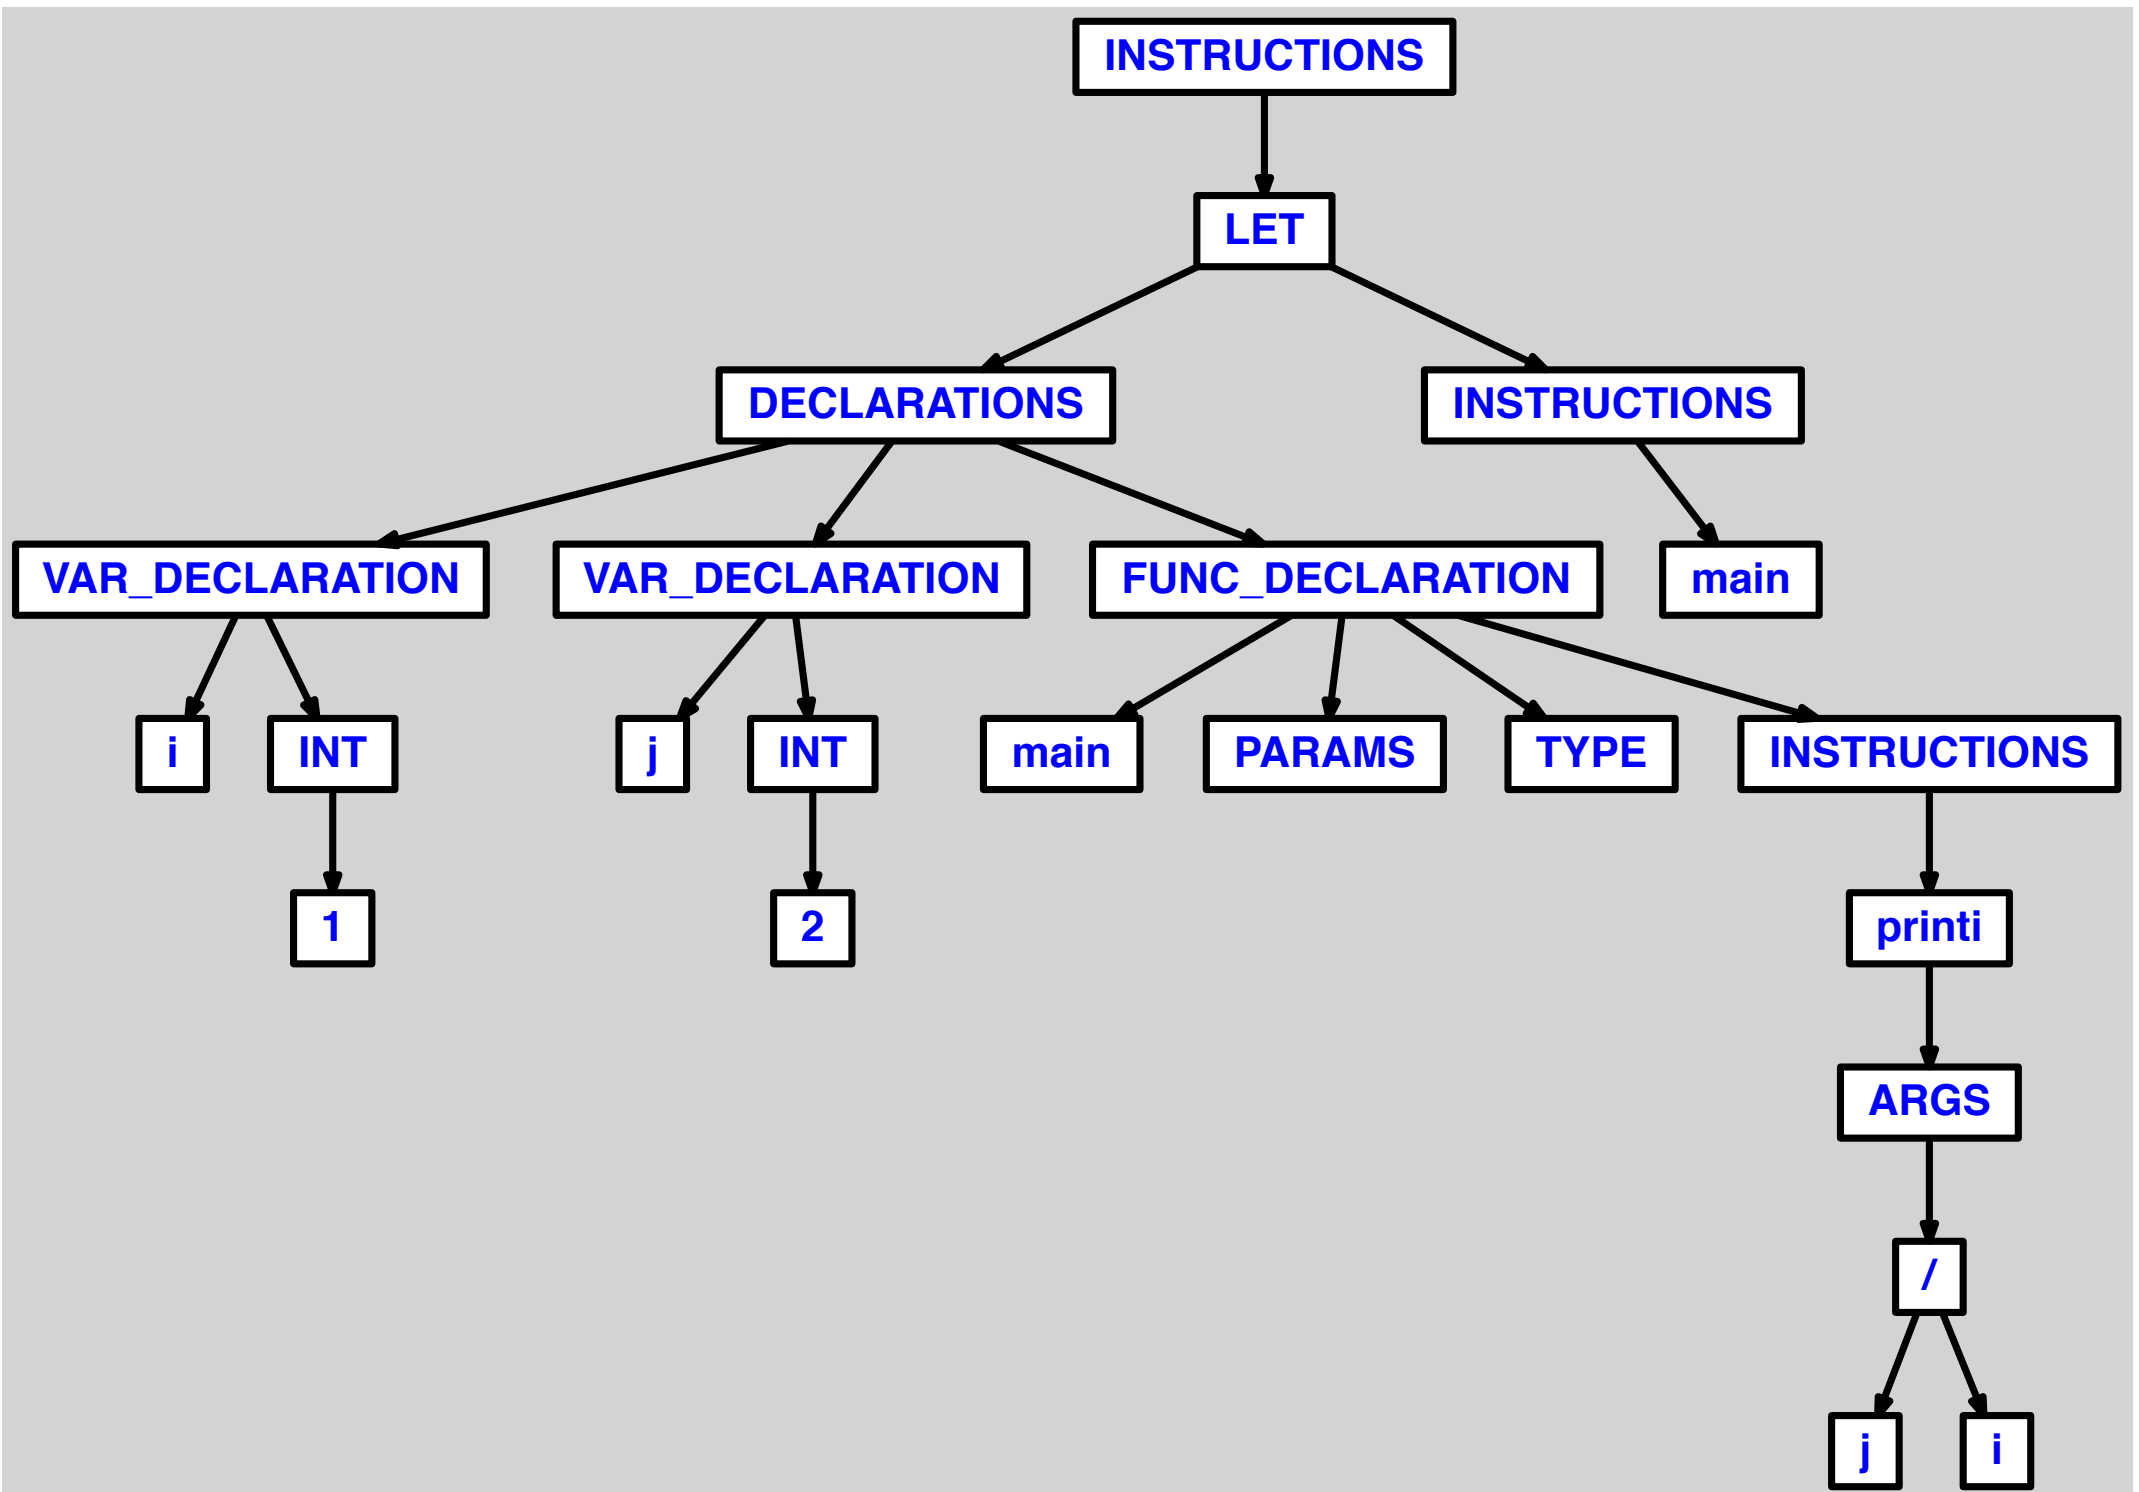 INSTRUCTIONS
LET
DECLARATIONS
INSTRUCTIONS
VAR_DECLARATION
VAR_DECLARATION
FUNC_DECLARATION
main
i
INT
j
INT
main
PARAMS
TYPE
INSTRUCTIONS
1
2
printi
ARGS
/
j
i